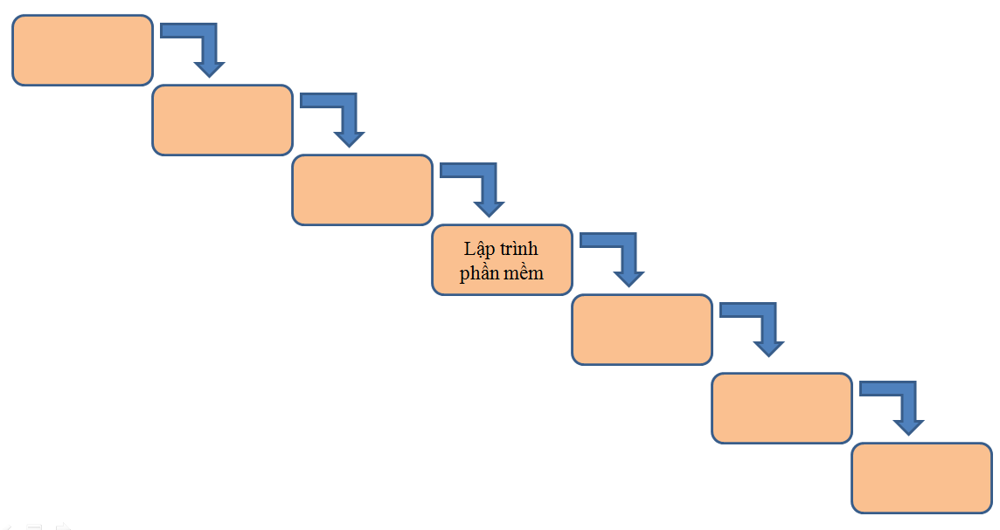 Lập trình
phần mềm